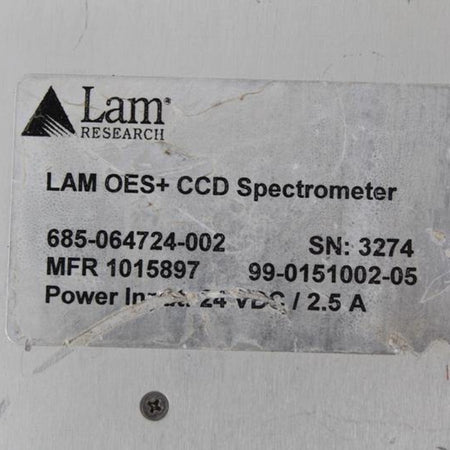 Lam®
RESEARCH
LAM OES+ CCD Spectrometer
685-064724-002 SN: 3274
MFR 1015897 99-0151002-05
Power Input: 24 VDC / 2.5 A